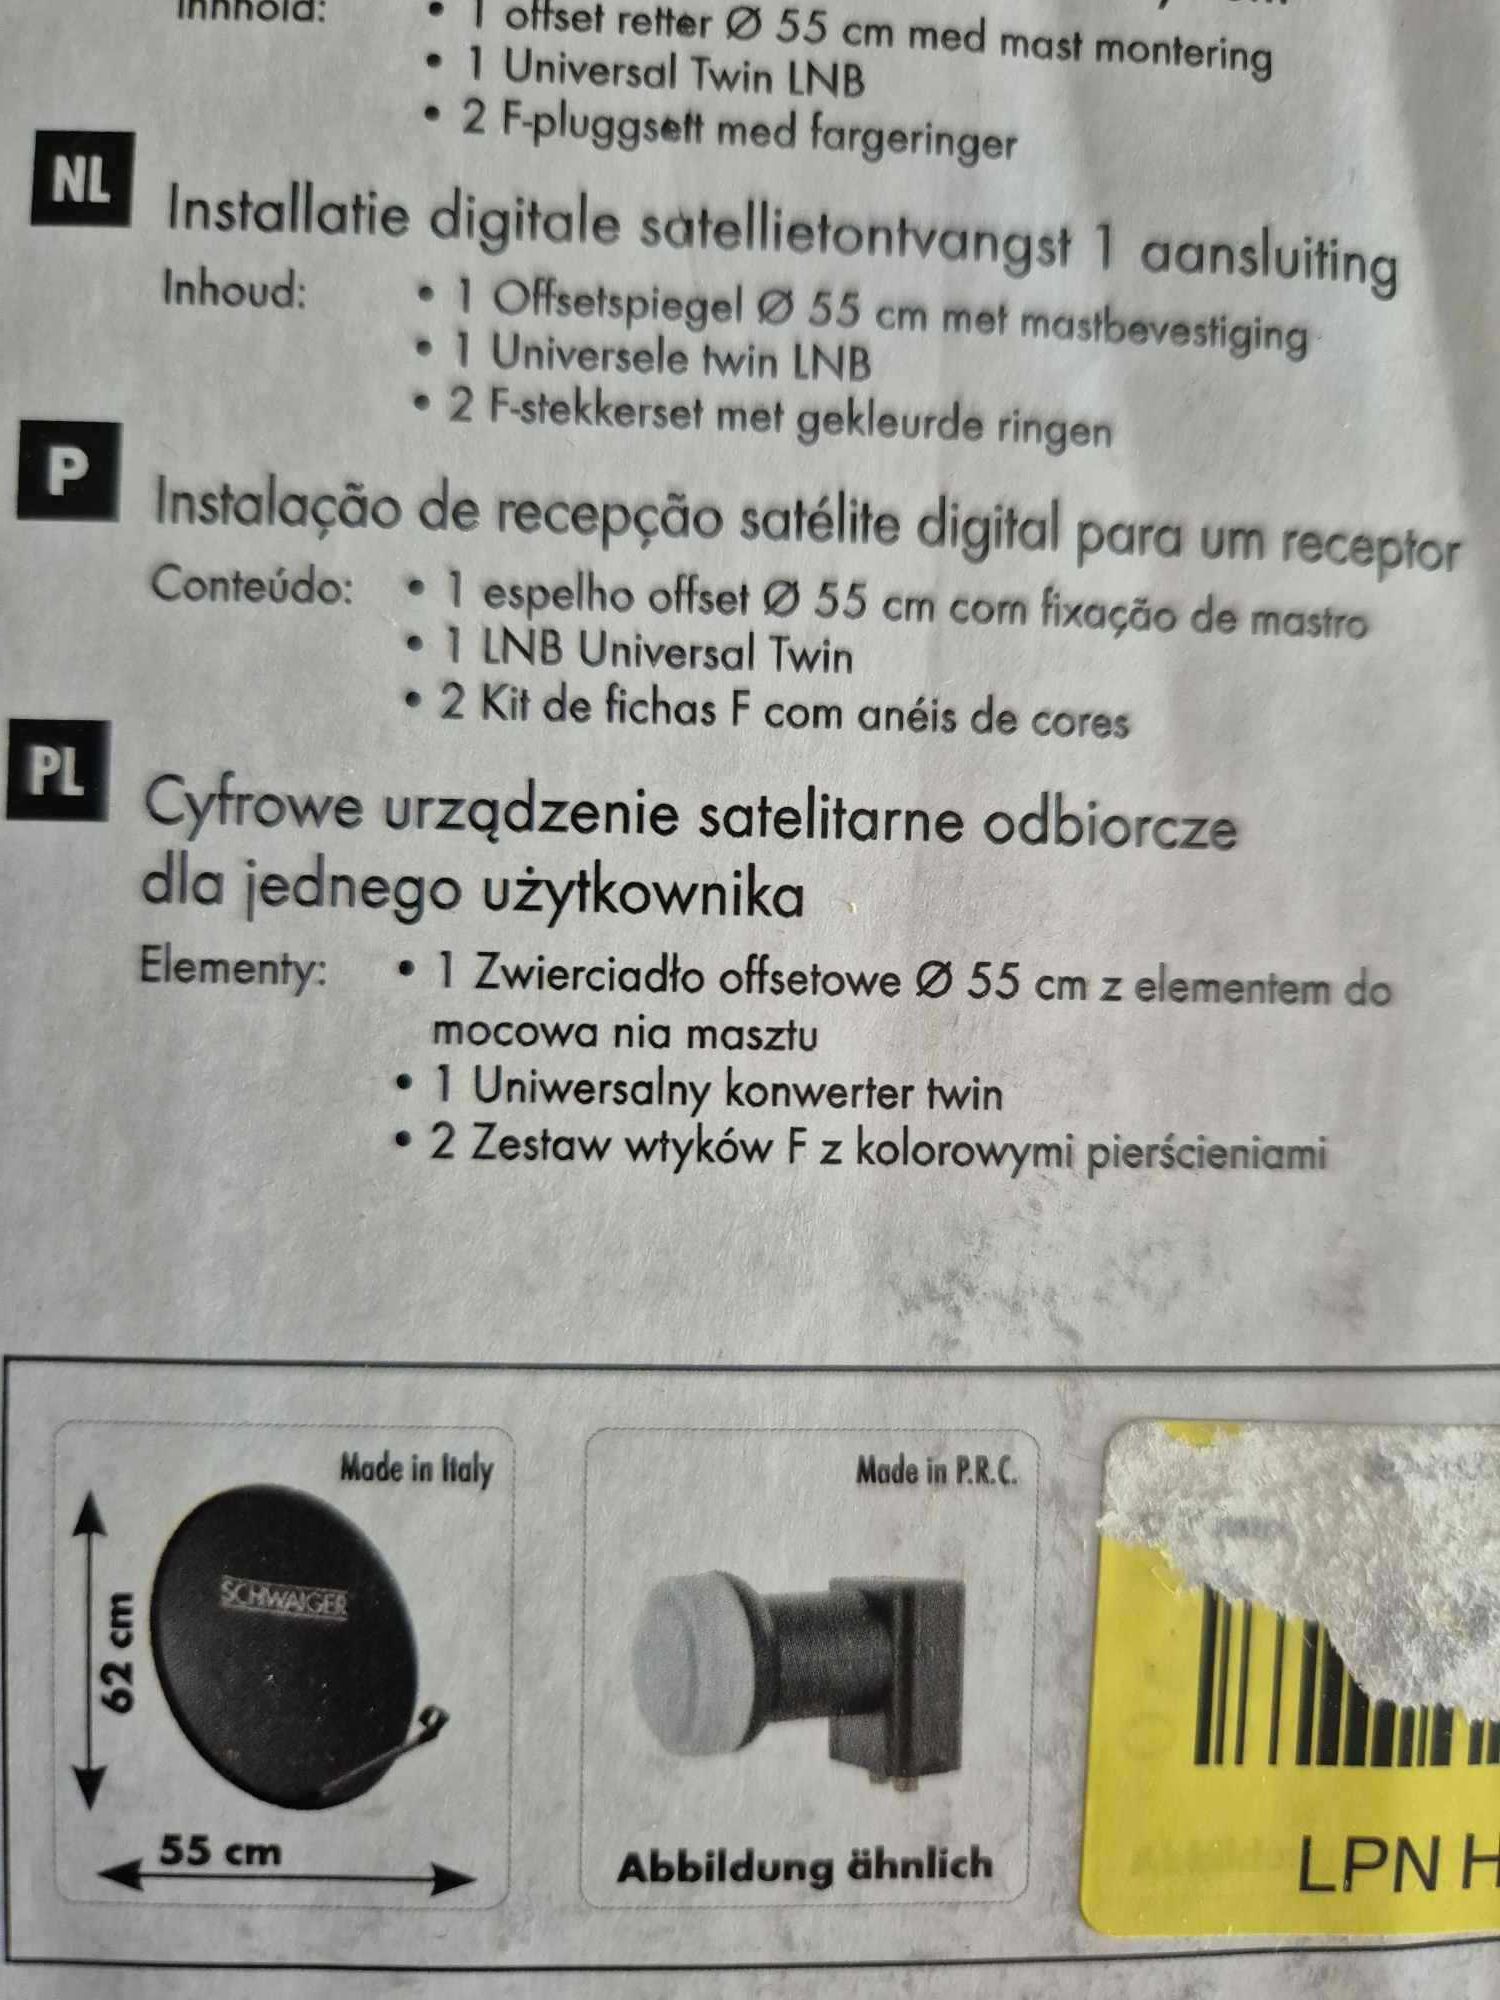 Innhold: • 1 offset retter Ø 55 cm med mast montering
• 1 Universal Twin LNB
• 2 F-pluggsett med fargeringer
NL Installatie digitale satellietontvangst 1 aansluiting
Inhoud: • 1 Offsetspiegel Ø 55 cm met mastbevestiging
• 1 Universele twin LNB
• 2 F-stekkerset met gekleurde ringen
P Instalação de recepção satélite digital para um receptor
Conteúdo: • 1 espelho offset Ø 55 cm com fixação de mastro
• 1 LNB Universal Twin
• 2 Kit de fichas F com anéis de cores
PL Cyfrowe urządzenie satelitarne odbiorcze
dla jednego użytkownika
Elementy: • 1 Zwierciadło offsetowe Ø 55 cm z elementem do
mocowa nia masztu
• 1 Uniwersalny konwerter twin
• 2 Zestaw wtyków F z kolorowymi pierścieniami
Made in Italy
SCHWAIGER
62 cm
55 cm
Made in P.R.C.
Abbildung ähnlich
LPN H